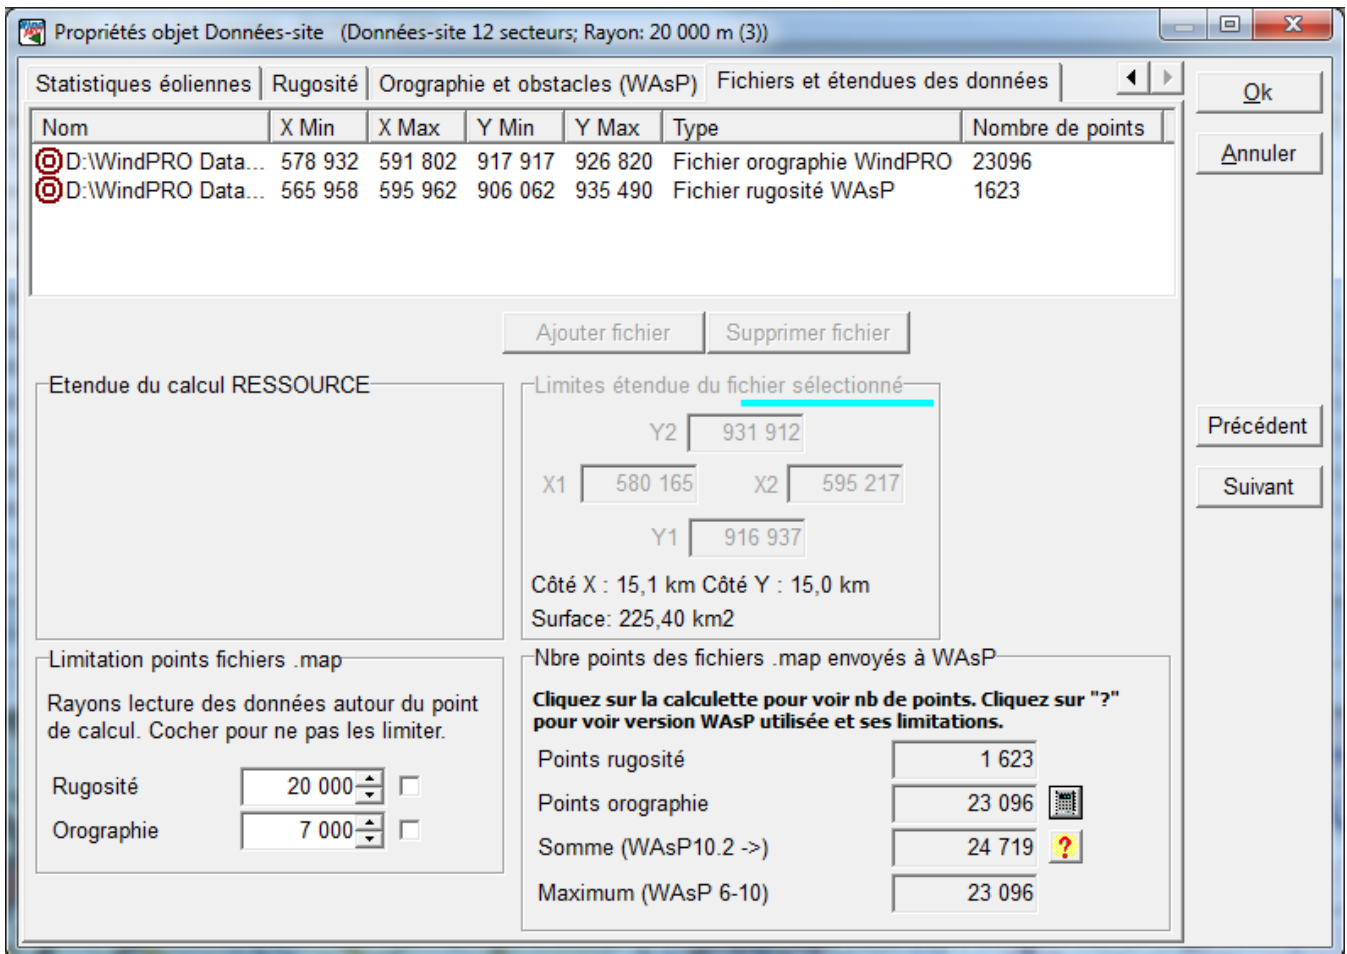 Propriétés objet Données-site (Données-site 12 secteurs; Rayon: 20 000 m (3))
Statistiques éoliennes Rugosité Orographie et obstacles (WAsP) Fichiers et étendues des données
Ok
Nom X Min X Max Y Min Y Max Type Nombre de points
D:\WindPRO Data... 578 932 591 802 917 917 926 820 Fichier orographie WindPRO 23096
Annuler
D:\WindPRO Data... 565 958 595 962 906 062 935 490 Fichier rugosité WAsP 1623
Ajouter fichier Supprimer fichier
Etendue du calcul RESSOURCE
Limites étendue du fichier sélectionné
Y2 931 912
X1 580 165 X2 595 217
Y1 916 937
Côté X : 15,1 km Côté Y : 15,0 km
Surface: 225,40 km2
Précédent
Suivant
Limitation points fichiers .map
Rayons lecture des données autour du point
de calcul. Cocher pour ne pas les limiter.
Rugosité 20 000
Orographie 7 000
Nbre points des fichiers .map envoyés à WAsP
Cliquez sur la calculette pour voir nb de points. Cliquez sur "?"
pour voir version WAsP utilisée et ses limitations.
Points rugosité 1 623
Points orographie 23 096
Somme (WAsP10.2 ->) 24 719 ?
Maximum (WAsP 6-10) 23 096